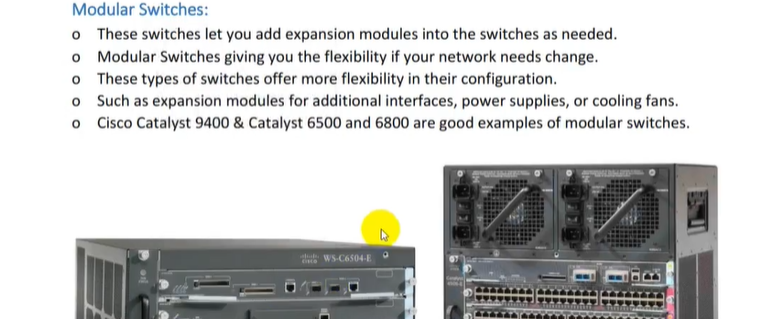 Modular Switches:
o These switches let you add expansion modules into the switches as needed.
o Modular Switches giving you the flexibility if your network needs change.
o These types of switches offer more flexibility in their configuration.
o Such as expansion modules for additional interfaces, power supplies, or cooling fans.
o Cisco Catalyst 9400 & Catalyst 6500 and 6800 are good examples of modular switches.
WS-C6504-E